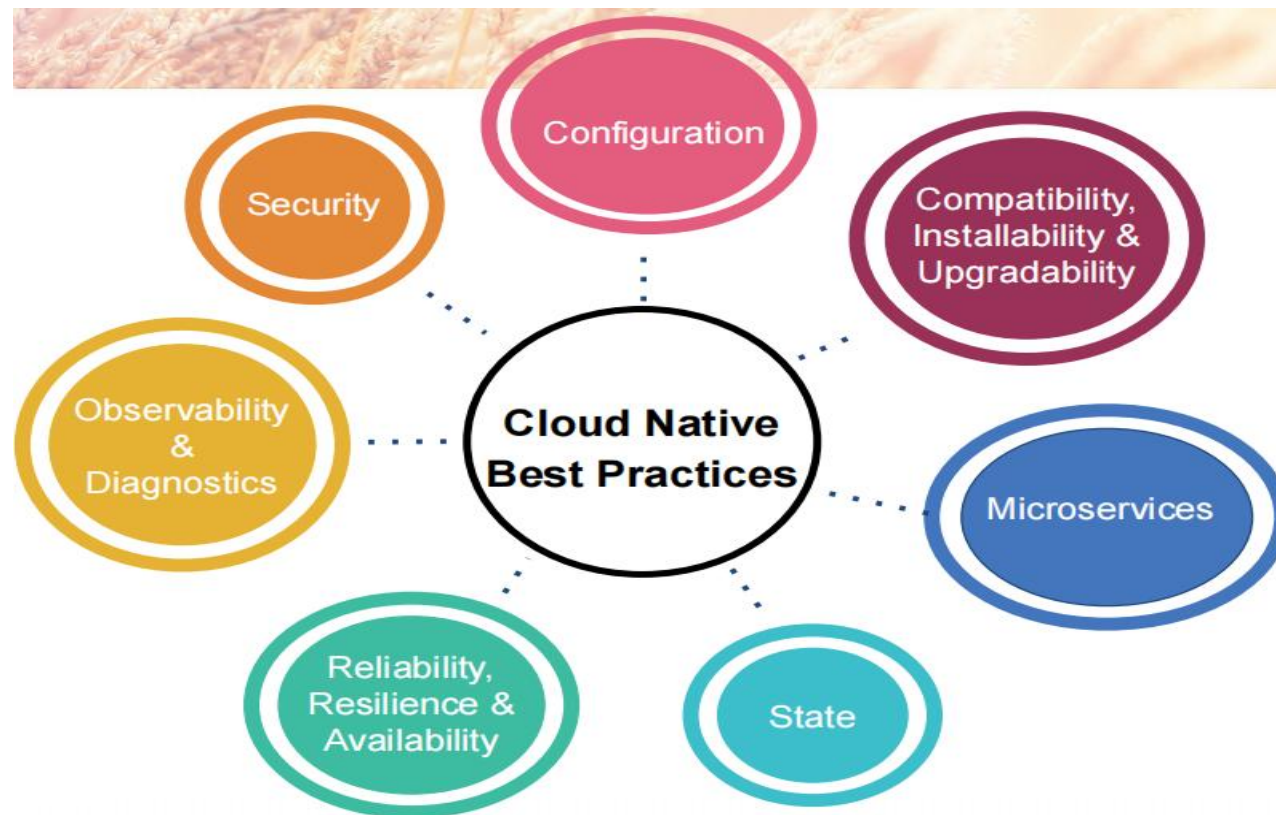 Configuration
Security
Compatibility,
Installability &
Upgradability
Observability
&
Diagnostics
Cloud Native
Best Practices
Microservices
Reliability,
Resilience &
Availability
State